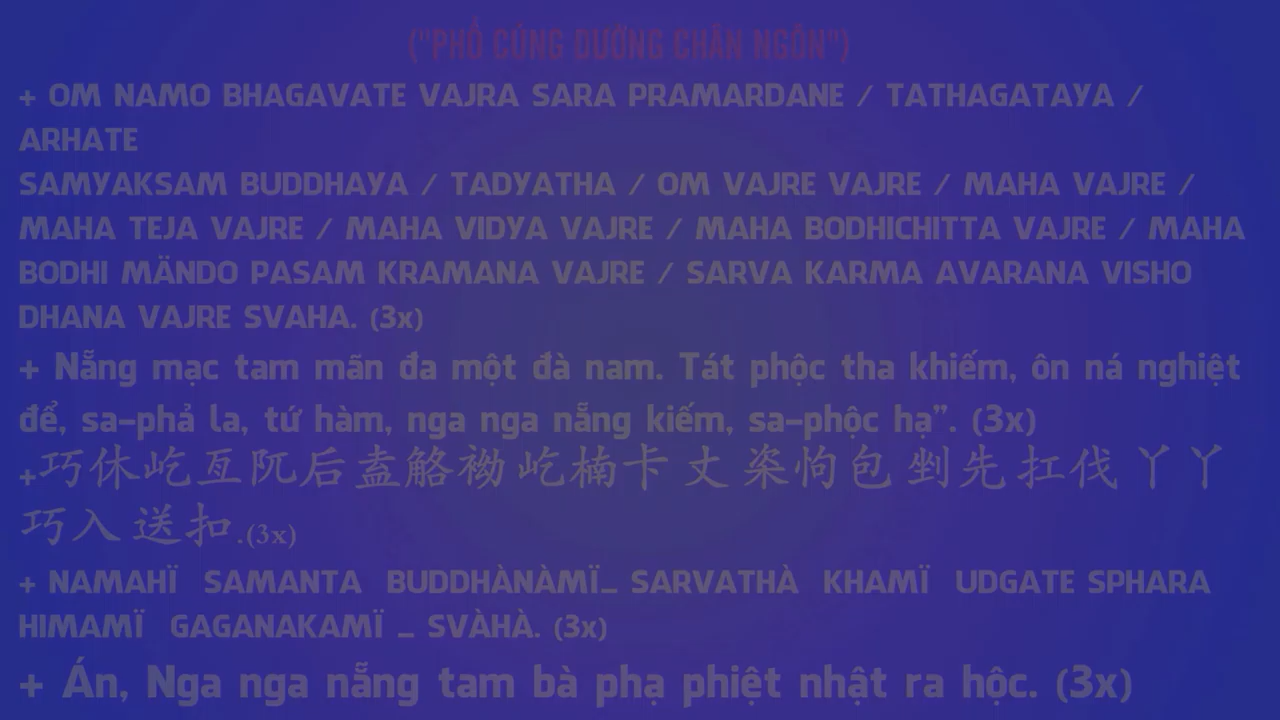 ("PHỔ CÚNG DƯỜNG CHÂN NGÔN")
+ OM NAMO BHAGAVATE VAJRA SARA PRAMARDANE / TATHAGATAYA /
ARHATE
SAMYAKSAM BUDDHAYA / TADYATHA / OM VAJRE VAJRE / MAHA VAJRE /
MAHA TEJA VAJRE / MAHA VIDYA VAJRE / MAHA BODHICHITTA VAJRE / MAHA
BODHI MÄNDO PASAM KRAMANA VAJRE / SARVA KARMA AVARANA VISHO
DHANA VAJRE SVAHA. (3x)
+ Nẵng mạc tam mãn đa một đà nam. Tát phộc tha khiếm, ôn ná nghiệt
để, sa-phả la, tứ hàm, nga nga nẵng kiếm, sa-phộc hạ”. (3x)
+巧休屹亙阢后盍觡袎屹楠卡丈 栥恦包 剉先扛伐 丫丫
巧入送扣.(3x)
+ NAMAHÏ SAMANTA BUDDHÀNÀMÏ_ SARVATHÀ KHAMÏ UDGATE SPHARA
HIMAMÏ GAGANAKAMÏ _ SVÀHÀ. (3x)
+ Án, Nga nga nẵng tam bà phạ phiệt nhật ra hộc. (3x)